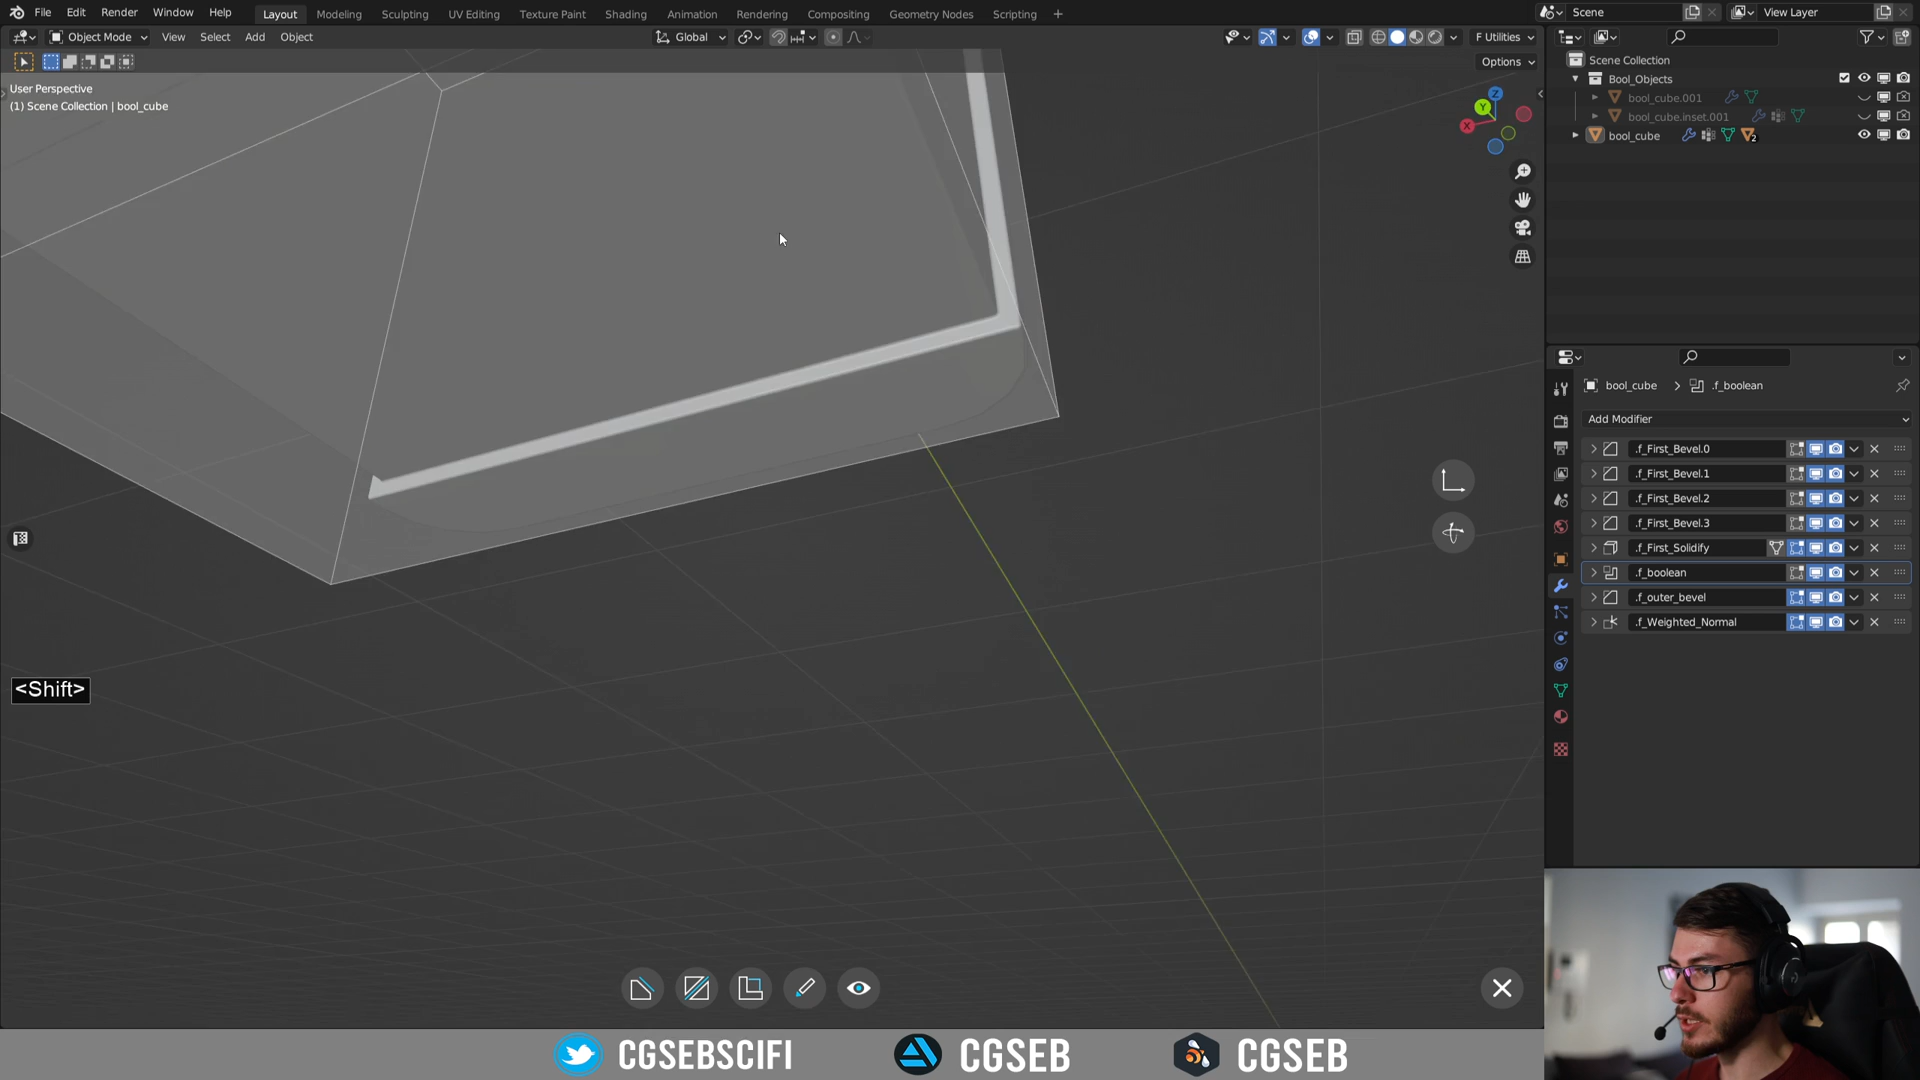 File Edit Render Window Help Layout Modeling Sculpting UV Editing Texture Paint Shading Animation Rendering Compositing Geometry Nodes Scripting + Scene View Layer
Object Mode View Select Add Object Global F Utilities
Options
User Perspective
(1) Scene Collection | bool_cube
Scene Collection
Bool_Objects
bool_cube.001
bool_cube.inset.001
bool_cube 2
Z
Y
X
bool_cube > .f_boolean
Add Modifier
.f_First_Bevel.0
.f_First_Bevel.1
.f_First_Bevel.2
.f_First_Bevel.3
.f_First_Solidify
.f_boolean
.f_outer_bevel
.f_Weighted_Normal
<Shift>
CGSEBSCIFI CGSEB CGSEB